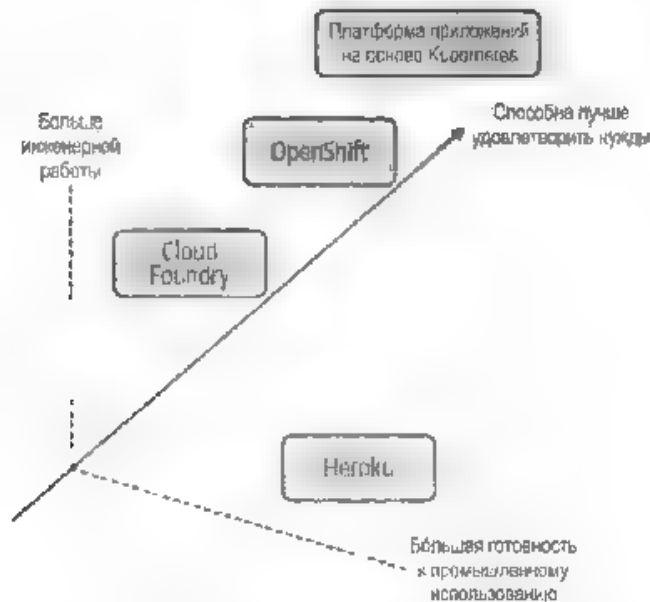 Платформа приложений
на основе Kubernetes
Способна лучше
удовлетворить нужды
Больше
инженерной
работы
OpenShift
Cloud
Foundry
Heroku
Бóльшая готовность
к промышленному
использованию